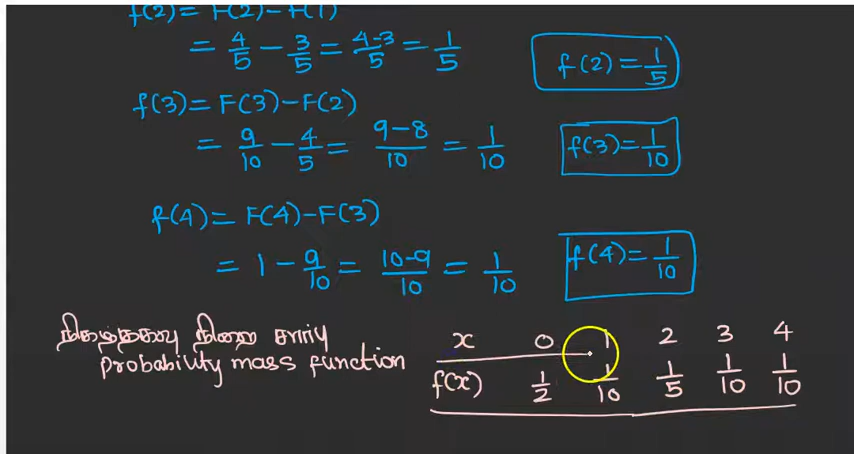 f(2) = F(2) - F(1)
= 4/5 - 3/5 = 4-3/5 = 1/5
f(2) = 1/5
f(3) = F(3) - F(2)
= 9/10 - 4/5 = 9-8/10 = 1/10
f(3) = 1/10
f(4) = F(4) - F(3)
= 1 - 9/10 = 10-9/10 = 1/10
f(4) = 1/10
நிகழ்தகவு நிறை சார்பு
probability mass function
x 0 1 2 3 4
f(x) 1/2 1/10 1/5 1/10 1/10